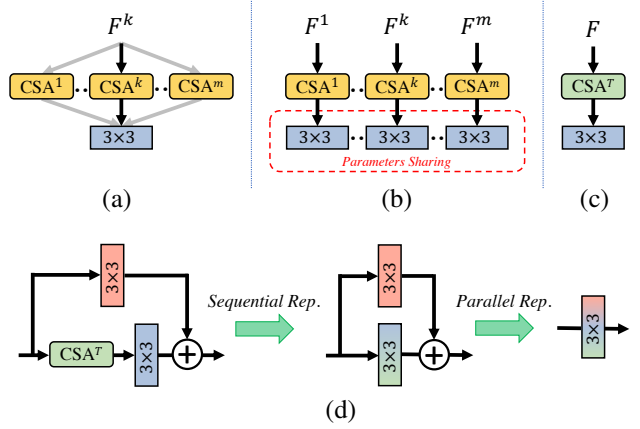 F^k
CSA^1 ·· CSA^k ·· CSA^m
3×3
(a)
F^1 F^k F^m
CSA^1 ·· CSA^k ·· CSA^m
3×3 ·· 3×3 ·· 3×3
Parameters Sharing
(b)
F
CSA^T
3×3
(c)
3×3
CSA^T
3×3
+
Sequential Rep.
3×3
3×3
+
Parallel Rep.
3×3
(d)